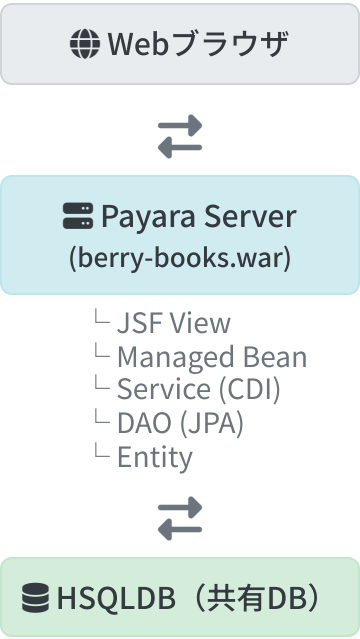 Webブラウザ
Payara Server
(berry-books.war)
└ JSF View
└ Managed Bean
└ Service (CDI)
└ DAO (JPA)
└ Entity
HSQLDB（共有DB）